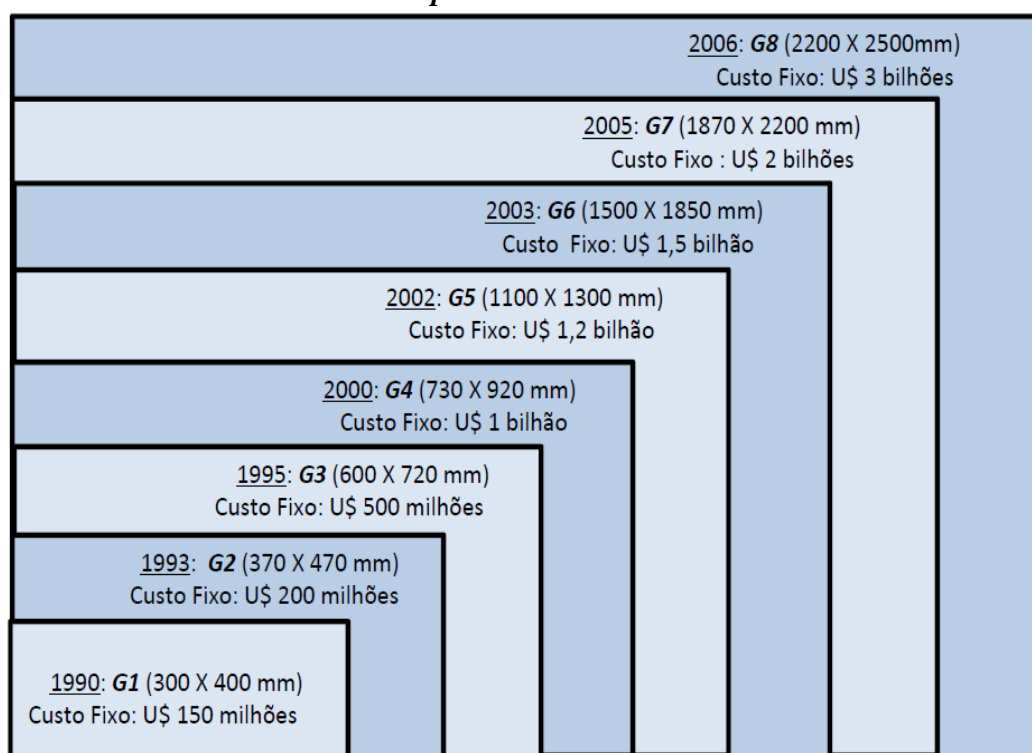 2006: G8 (2200 X 2500mm)
Custo Fixo: U$ 3 bilhões
2005: G7 (1870 X 2200 mm)
Custo Fixo : U$ 2 bilhões
2003: G6 (1500 X 1850 mm)
Custo Fixo: U$ 1,5 bilhão
2002: G5 (1100 X 1300 mm)
Custo Fixo: U$ 1,2 bilhão
2000: G4 (730 X 920 mm)
Custo Fixo: U$ 1 bilhão
1995: G3 (600 X 720 mm)
Custo Fixo: U$ 500 milhões
1993: G2 (370 X 470 mm)
Custo Fixo: U$ 200 milhões
1990: G1 (300 X 400 mm)
Custo Fixo: U$ 150 milhões